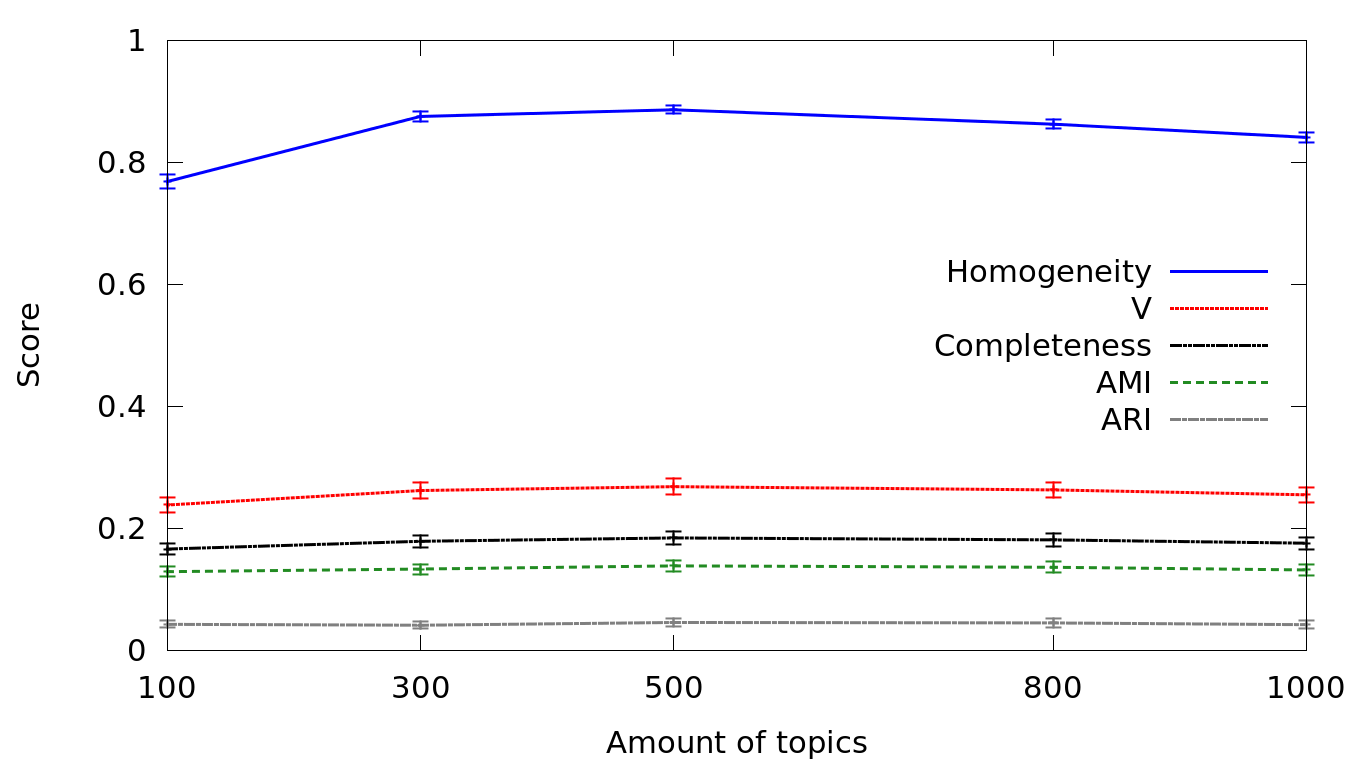 1
0.8
0.6
0.4
0.2
0
Score
Homogeneity
V
Completeness
AMI
ARI
100 300 500 800 1000
Amount of topics